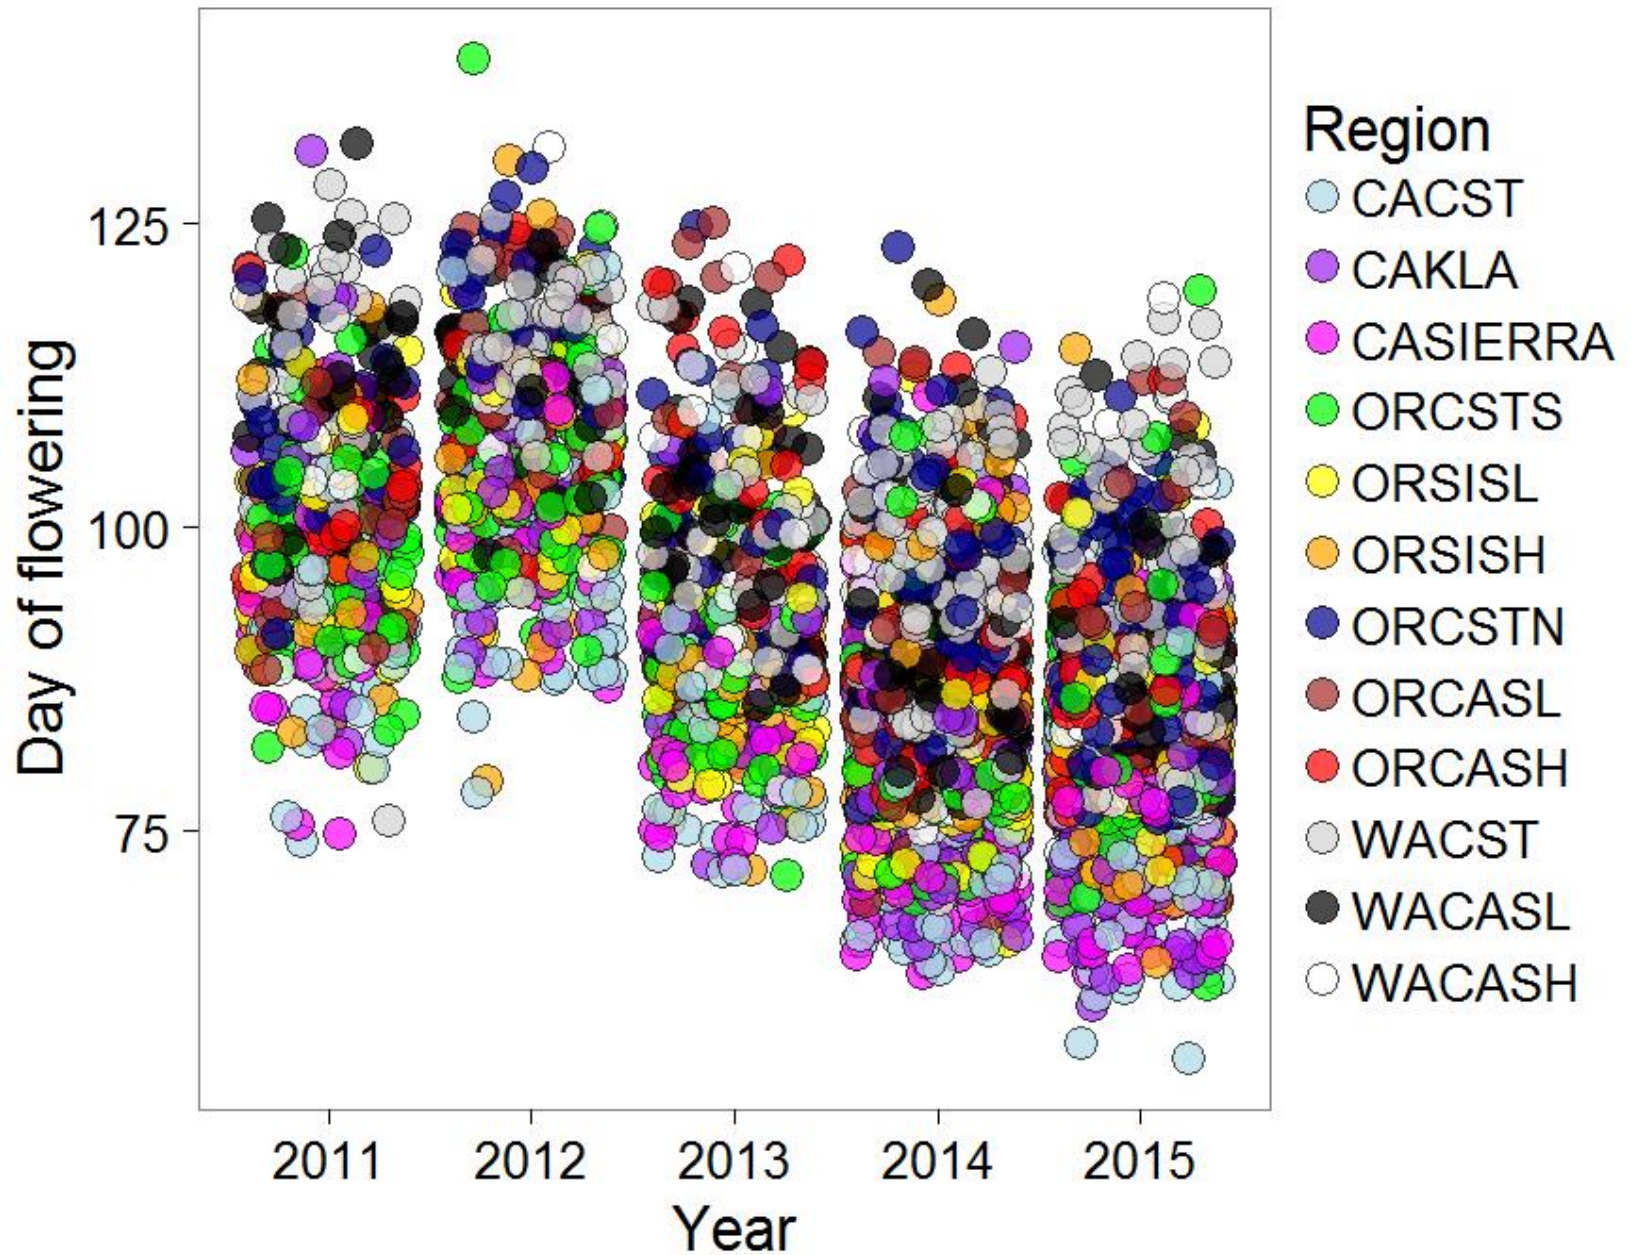 Day of flowering
125
100
75
2011 2012 2013 2014 2015
Year
Region
CACST
CAKLA
CASIERRA
ORCSTS
ORSISL
ORSISH
ORCSTN
ORCASL
ORCASH
WACST
WACASL
WACASH